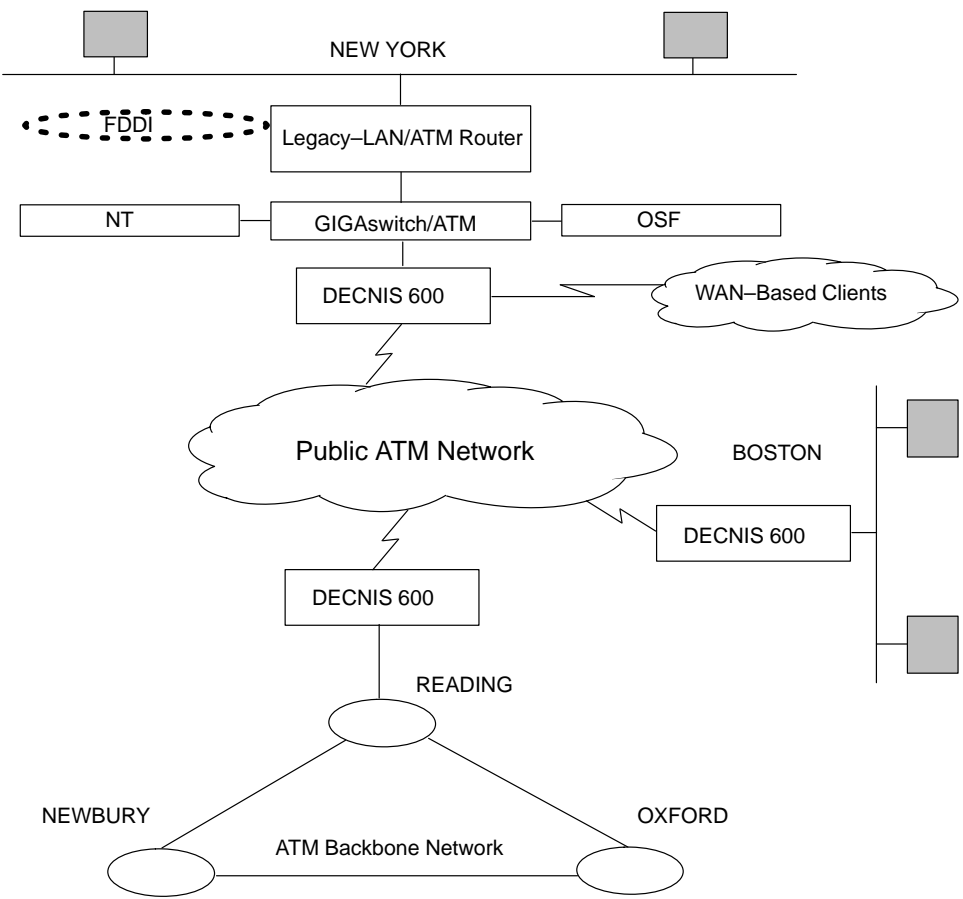 NEW YORK
FDDI
Legacy–LAN/ATM Router
NT
GIGAswitch/ATM
OSF
DECNIS 600
WAN–Based Clients
Public ATM Network
BOSTON
DECNIS 600
DECNIS 600
READING
NEWBURY
OXFORD
ATM Backbone Network